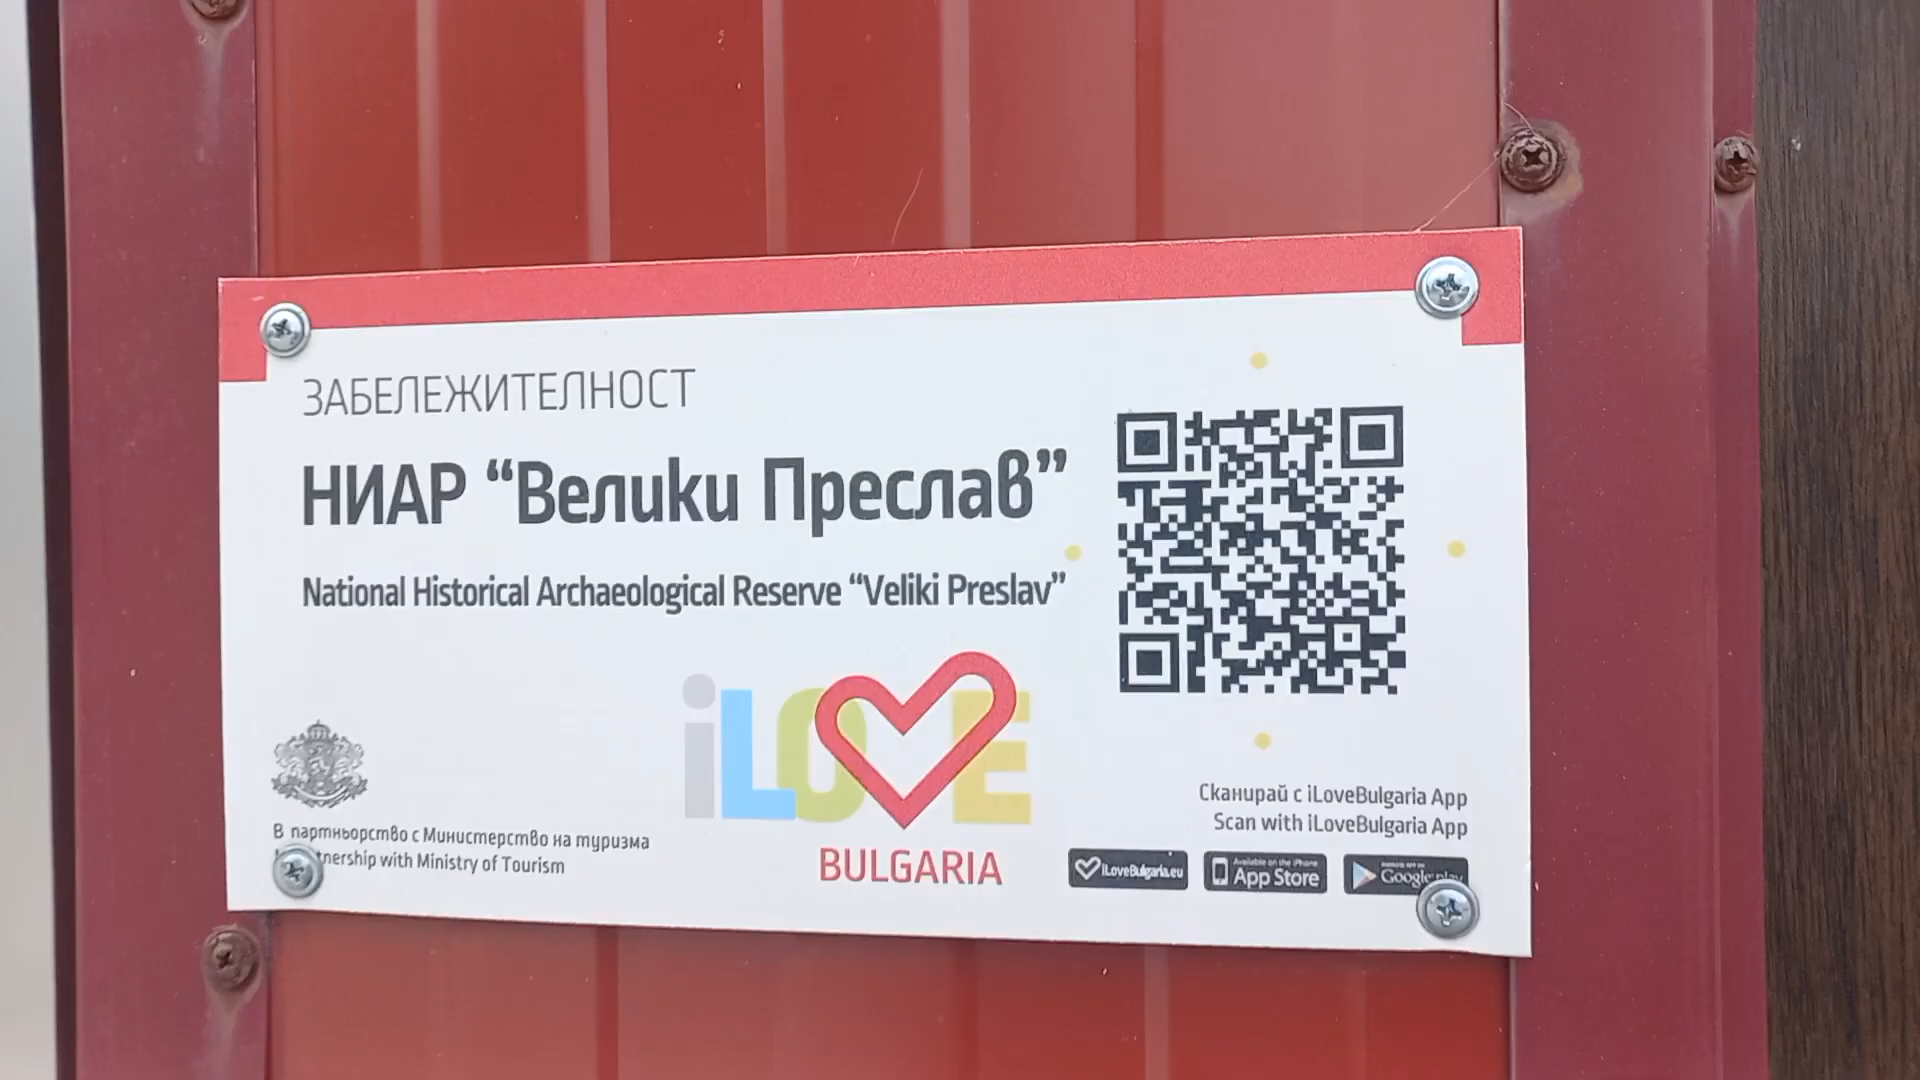 ЗАБЕЛЕЖИТЕЛНОСТ
НИАР “Велики Преслав”
National Historical Archaeological Reserve “Veliki Preslav”
iLOVE
BULGARIA
В партньорство с Министерство на туризма
with Ministry of Tourism
Сканирай с iLoveBulgaria App
Scan with iLoveBulgaria App
iLoveBulgaria.eu
Available on the iPhone
App Store
ANDROID APP ON
Google play